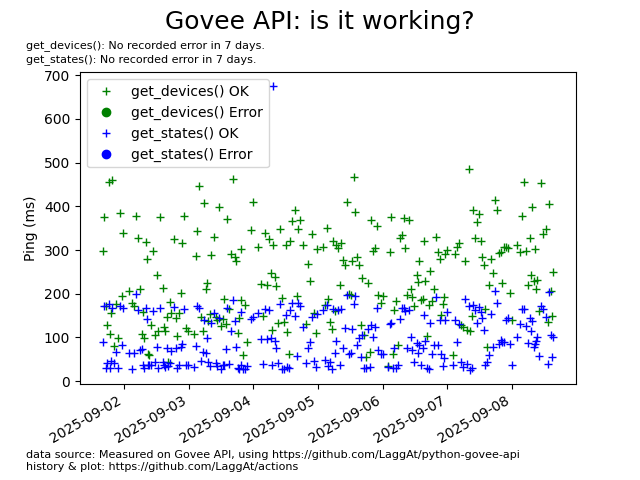 Govee API: is it working?
get_devices(): No recorded error in 7 days.
get_states(): No recorded error in 7 days.
700
600
500
400
300
200
100
0
Ping (ms)
get_devices() OK
get_devices() Error
get_states() OK
get_states() Error
2025-09-02
2025-09-03
2025-09-04
2025-09-05
2025-09-06
2025-09-07
2025-09-08
data source: Measured on Govee API, using https://github.com/LaggAt/python-govee-api
history & plot: https://github.com/LaggAt/actions